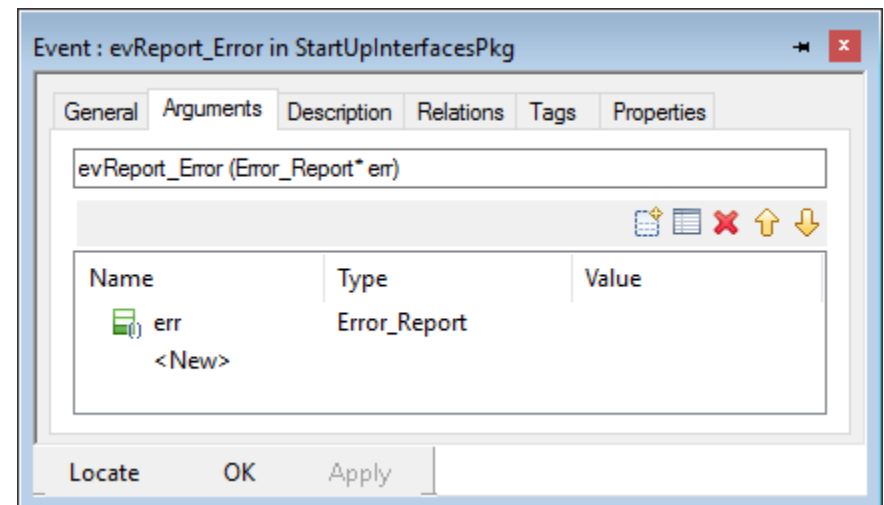 Event : evReport_Error in StartUpInterfacesPkg
General Arguments Description Relations Tags Properties
evReport_Error (Error_Report* err)
Name Type Value
err Error_Report
<New>
Locate OK Apply